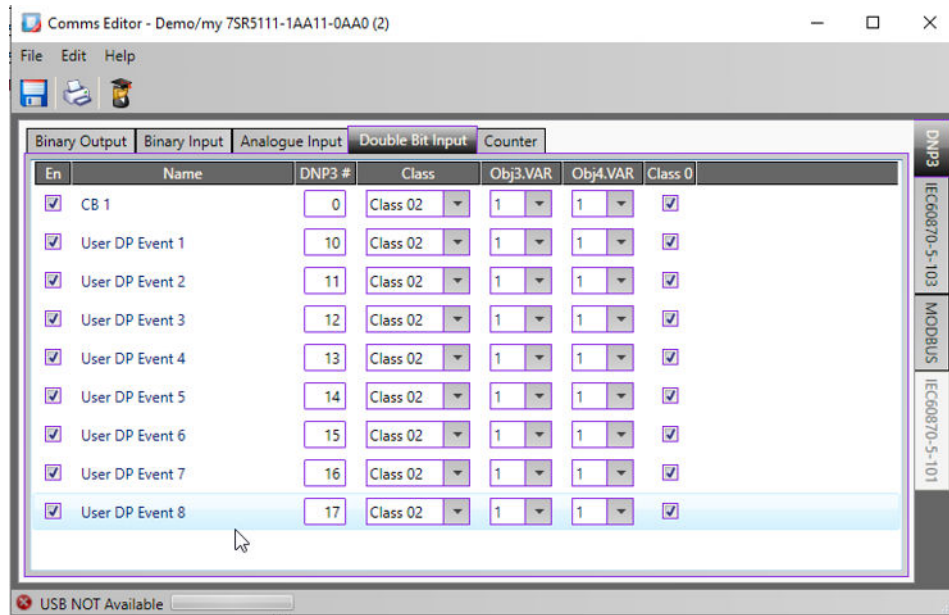 Comms Editor - Demo/my 7SR5111-1AA11-0AA0 (2)
File Edit Help
Binary Output Binary Input Analogue Input Double Bit Input Counter
En Name DNP3 # Class Obj3.VAR Obj4.VAR Class 0
CB 1 0 Class 02 1 1
User DP Event 1 10 Class 02 1 1
User DP Event 2 11 Class 02 1 1
User DP Event 3 12 Class 02 1 1
User DP Event 4 13 Class 02 1 1
User DP Event 5 14 Class 02 1 1
User DP Event 6 15 Class 02 1 1
User DP Event 7 16 Class 02 1 1
User DP Event 8 17 Class 02 1 1
DNP3
IEC60870-5-103
MODBUS
IEC60870-5-101
USB NOT Available